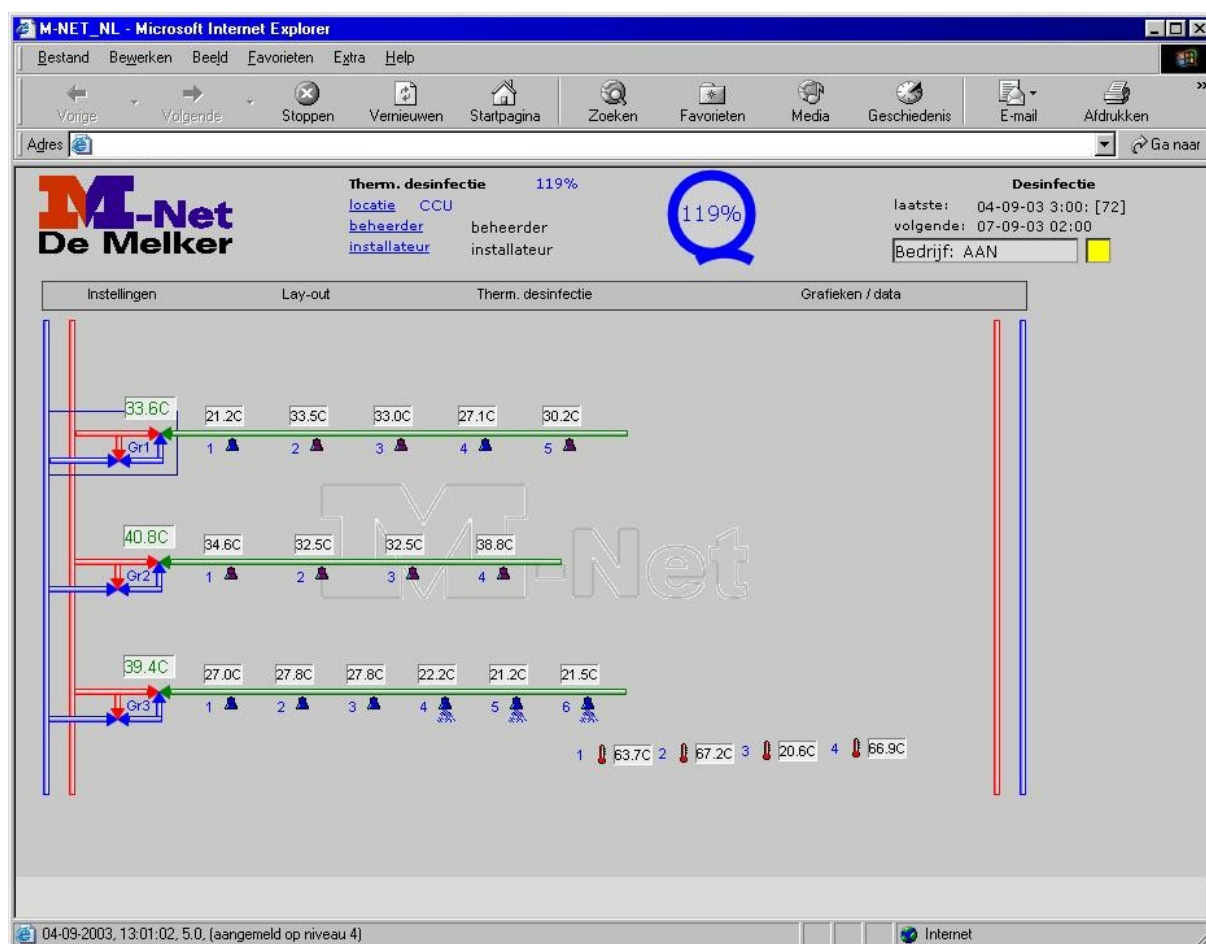 M-NET_NL - Microsoft Internet Explorer
Bestand Bewerken Beeld Favorieten Extra Help
Vorige Volgende Stoppen Vernieuwen Startpagina Zoeken Favorieten Media Geschiedenis E-mail Afdrukken »
Adres Ga naar
M-Net
De Melker
Therm. desinfectie 119%
locatie CCU
beheerder beheerder
installateur installateur
119%
Desinfectie
laatste: 04-09-03 3:00: [72]
volgende: 07-09-03 02:00
Bedrijf: AAN
Instellingen Lay-out Therm. desinfectie Grafieken / data
33.6C 21.2C 33.5C 33.0C 27.1C 30.2C
Gr1 1 2 3 4 5
M-Net
40.8C 34.6C 32.5C 32.5C 38.8C
Gr2 1 2 3 4
39.4C 27.0C 27.8C 27.8C 22.2C 21.2C 21.5C
Gr3 1 2 3 4 5 6
1 63.7C 2 67.2C 3 20.6C 4 66.9C
04-09-2003, 13:01:02, 5.0, (aangemeld op niveau 4) Internet